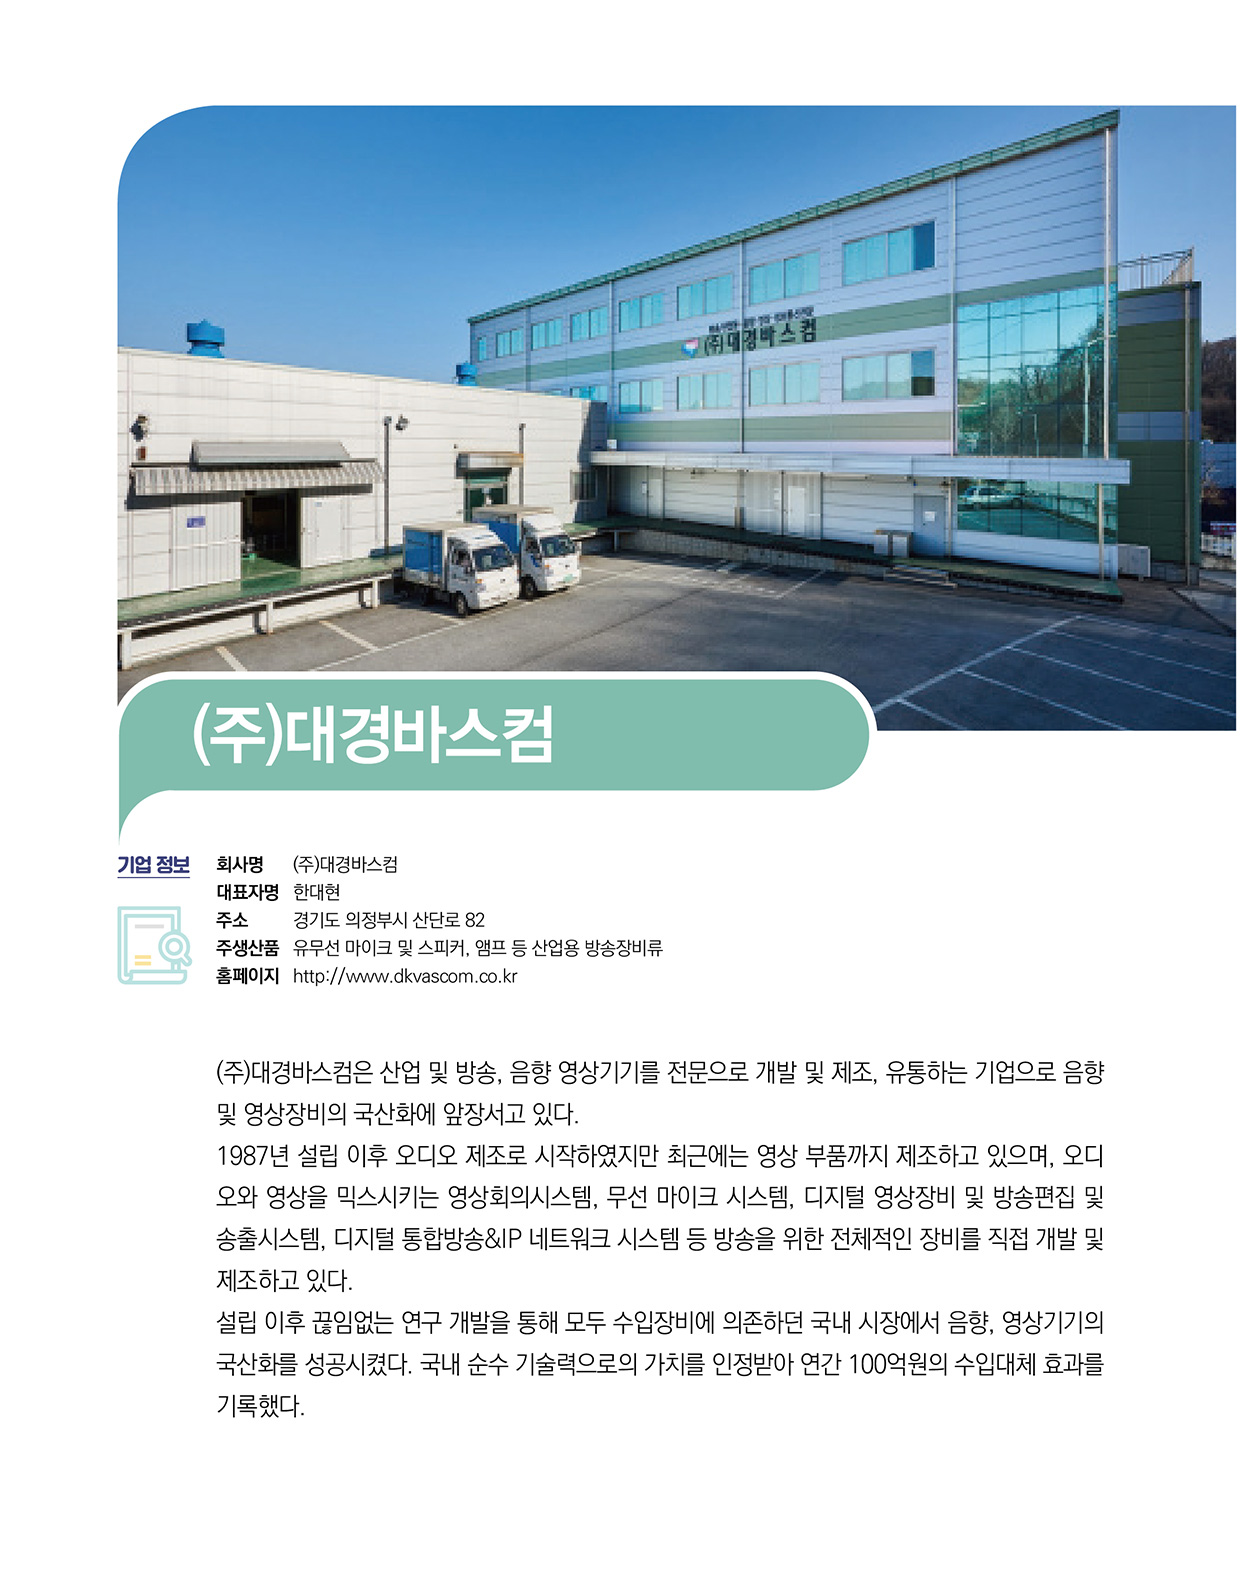 (주)대경바스컴
(주)대경바스컴
기업 정보
회사명 (주)대경바스컴
대표자명 한대현
주소 경기도 의정부시 산단로 82
주생산품 유무선 마이크 및 스피커, 앰프 등 산업용 방송장비류
홈페이지 http://www.dkvascom.co.kr
(주)대경바스컴은 산업 및 방송, 음향 영상기기를 전문으로 개발 및 제조, 유통하는 기업으로 음향
및 영상장비의 국산화에 앞장서고 있다.
1987년 설립 이후 오디오 제조로 시작하였지만 최근에는 영상 부품까지 제조하고 있으며, 오디
오와 영상을 믹스시키는 영상회의시스템, 무선 마이크 시스템, 디지털 영상장비 및 방송편집 및
송출시스템, 디지털 통합방송&IP 네트워크 시스템 등 방송을 위한 전체적인 장비를 직접 개발 및
제조하고 있다.
설립 이후 끊임없는 연구 개발을 통해 모두 수입장비에 의존하던 국내 시장에서 음향, 영상기기의
국산화를 성공시켰다. 국내 순수 기술력으로의 가치를 인정받아 연간 100억원의 수입대체 효과를
기록했다.